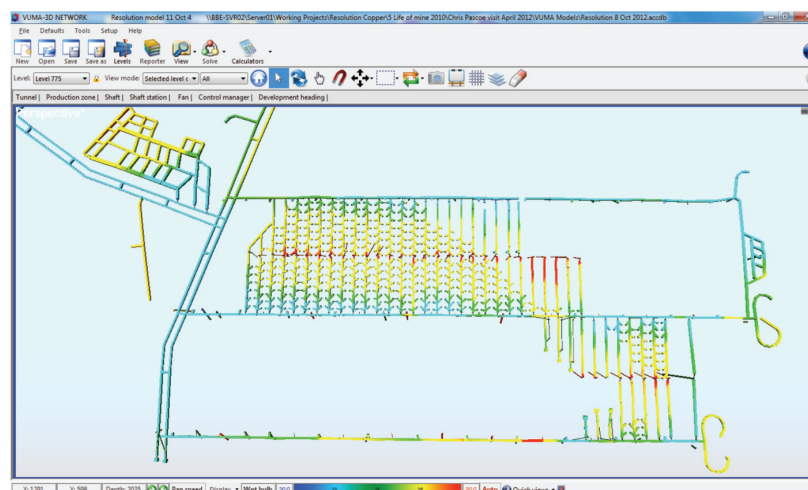 VUMA-3D NETWORK Resolution model 11 Oct 4 \\BBE-SVR02\Server01\Working Projects\Resolution Copper\5 Life of mine 2010\Chris Pascoe visit April 2012\VUMA Models\Resolution 8 Oct 2012.accdb
File Defaults Tools Setup Help
New Open Save Save as Levels Reporter View Solve Calculators
Level: Level 775 View mode: Selected level All
Tunnel | Production zone | Shaft | Shaft station | Fan | Control manager | Development heading |
Perspective
X: 1391 Y: 598 Depth: 2025 Pan speed Display Wet bulb 20.0 30.0 Auto Quick views